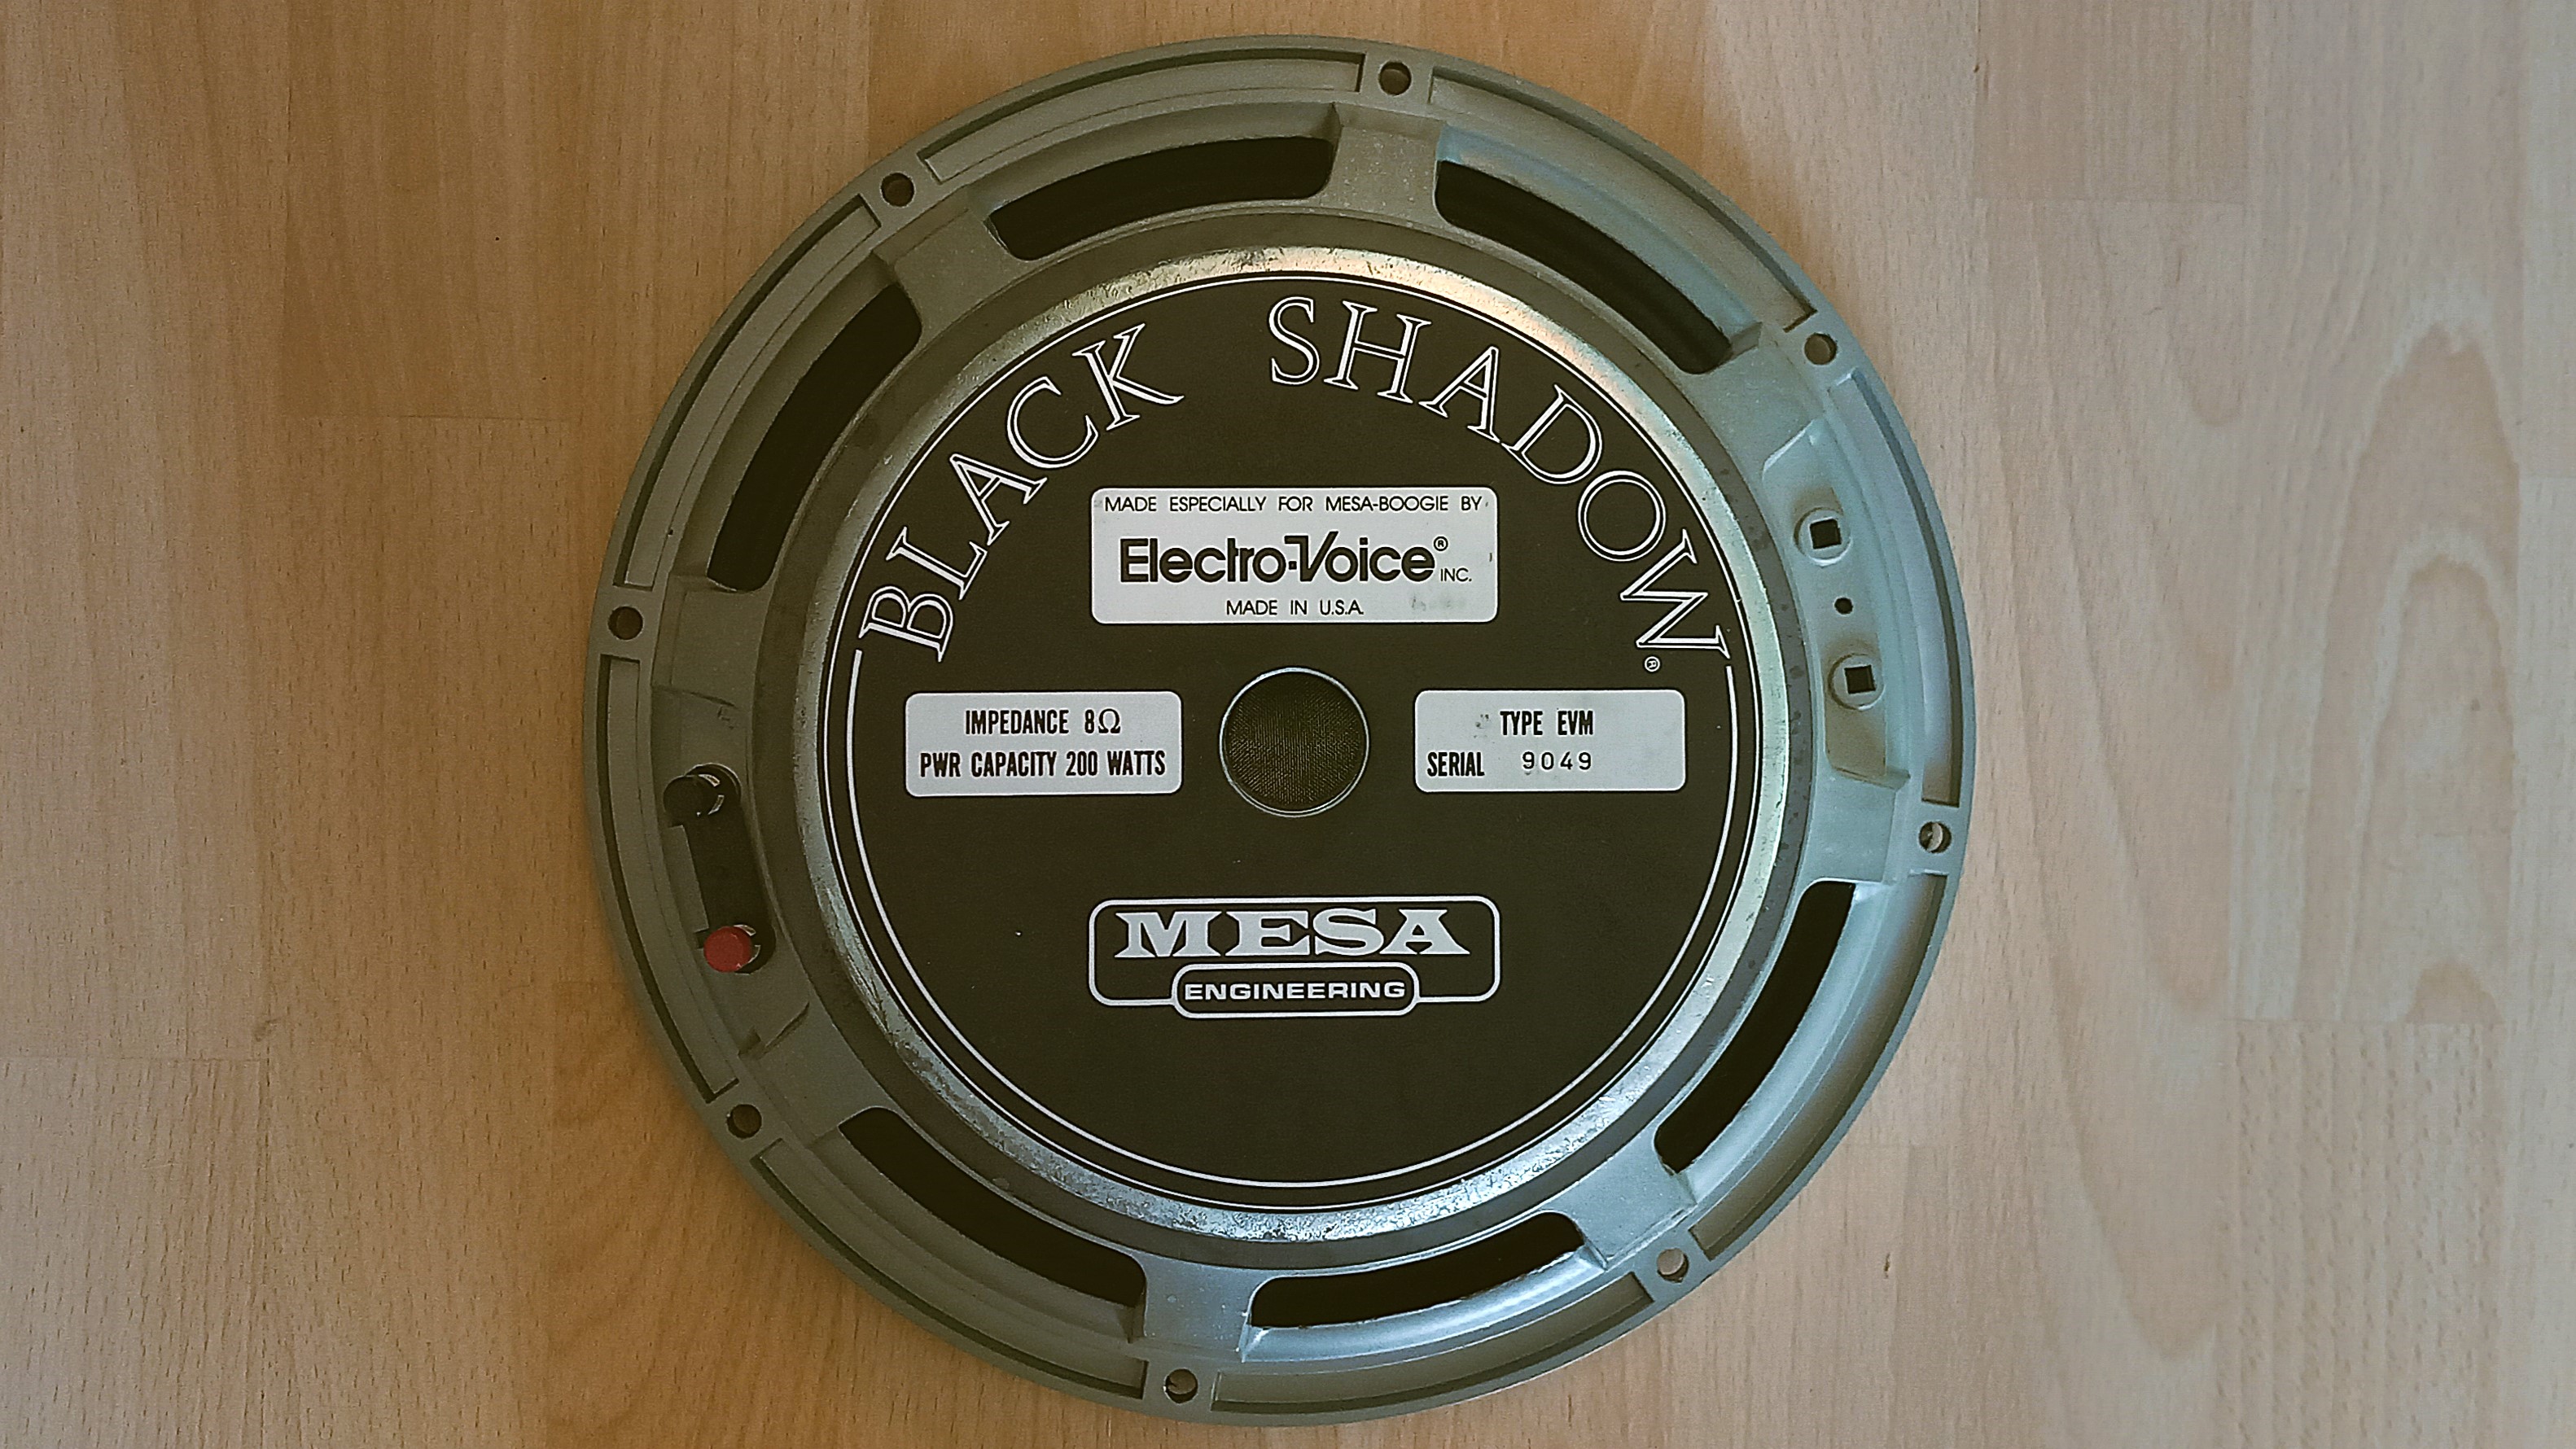 BLACK SHADOW®
MADE ESPECIALLY FOR MESA-BOOGIE BY
Electro-Voice® INC.
MADE IN U.S.A.
IMPEDANCE 8Ω
PWR CAPACITY 200 WATTS
TYPE EVM
SERIAL 9049
MESA
ENGINEERING